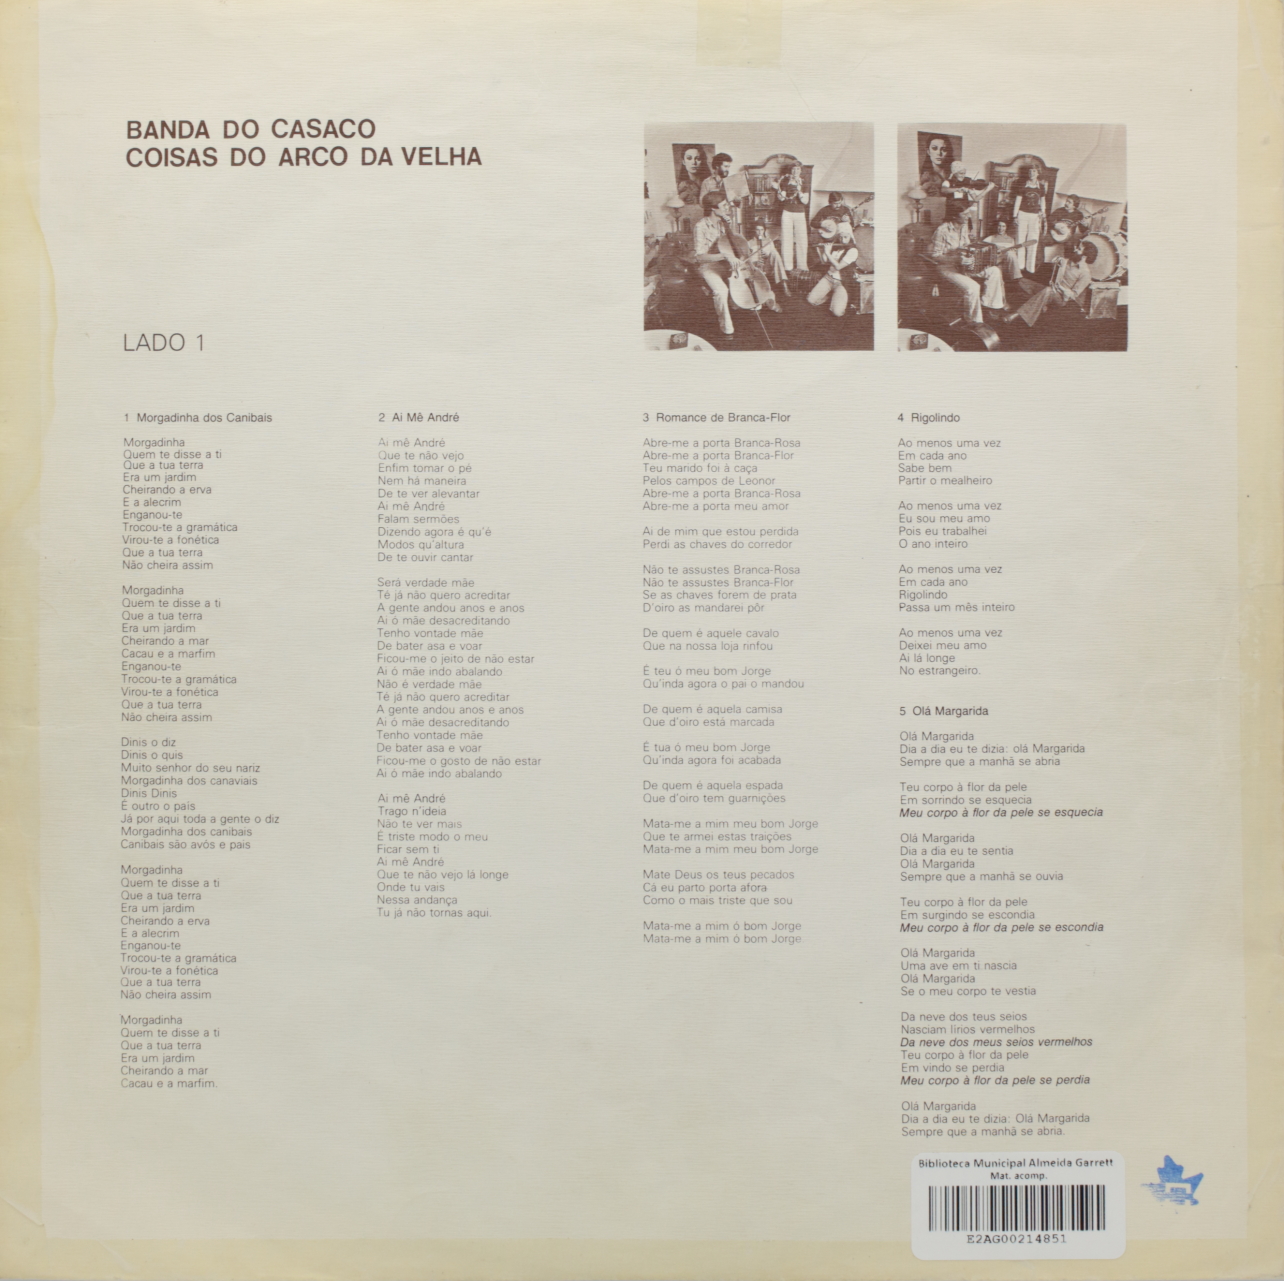 BANDA DO CASACO
COISAS DO ARCO DA VELHA
LADO 1
1 Morgadinha dos Canibais
Morgadinha
Quem te disse a ti
Que a tua terra
Era um jardim
Cheirando a erva
E a alecrim
Enganou-te
Trocou-te a gramática
Virou-te a fonética
Que a tua terra
Não cheira assim
Morgadinha
Quem te disse a ti
Que a tua terra
Era um jardim
Cheirando a mar
Cacau e a marfim
Enganou-te
Trocou-te a gramática
Virou-te a fonética
Que a tua terra
Não cheira assim
Dinis o diz
Dinis o quis
Muito senhor do seu nariz
Morgadinha dos canaviais
Dinis Dinis
É outro o país
Já por aqui toda a gente o diz
Morgadinha dos canibais
Canibais são avós e pais
Morgadinha
Quem te disse a ti
Que a tua terra
Era um jardim
Cheirando a erva
E a alecrim
Enganou-te
Trocou-te a gramática
Virou-te a fonética
Que a tua terra
Não cheira assim
Morgadinha
Quem te disse a ti
Que a tua terra
Era um jardim
Cheirando a mar
Cacau e a marfim.
2 Ai Mê André
Ai mê André
Que te não vejo
Enfim tomar o pé
Nem há maneira
De te ver alevantar
Ai mê André
Falam sermões
Dizendo agora é qu'é
Modos qu'altura
De te ouvir cantar
Será verdade mãe
Té já não quero acreditar
A gente andou anos e anos
Ai ó mãe desacreditando
Tenho vontade mãe
De bater asa e voar
Ficou-me o jeito de não estar
Ai ó mãe indo abalando
Não é verdade mãe
Té já não quero acreditar
A gente andou anos e anos
Ai ó mãe desacreditando
Tenho vontade mãe
De bater asa e voar
Ficou-me o gosto de não estar
Ai ó mãe indo abalando
Ai mê André
Trago n'ideia
Não te ver mais
É triste modo o meu
Ficar sem ti
Ai mê André
Que te não vejo lá longe
Onde tu vais
Nessa andança
Tu já não tornas aqui.
3 Romance de Branca-Flor
Abre-me a porta Branca-Rosa
Abre-me a porta Branca-Flor
Teu marido foi à caça
Pelos campos de Leonor
Abre-me a porta Branca-Rosa
Abre-me a porta meu amor
Ai de mim que estou perdida
Perdi as chaves do corredor
Não te assustes Branca-Rosa
Não te assustes Branca-Flor
Se as chaves forem de prata
D'oiro as mandarei pôr
De quem é aquele cavalo
Que na nossa loja rinfou
É teu ó meu bom Jorge
Qu'inda agora o pai o mandou
De quem é aquela camisa
Que d'oiro está marcada
É tua ó meu bom Jorge
Qu'inda agora foi acabada
De quem é aquela espada
Que d'oiro tem guarnições
Mata-me a mim meu bom Jorge
Que te armei estas traições
Mata-me a mim meu bom Jorge
Mate Deus os teus pecados
Cá eu parto porta afora
Como o mais triste que sou
Mata-me a mim ó bom Jorge
Mata-me a mim ó bom Jorge.
4 Rigolindo
Ao menos uma vez
Em cada ano
Sabe bem
Partir o mealheiro
Ao menos uma vez
Eu sou meu amo
Pois eu trabalhei
O ano inteiro
Ao menos uma vez
Em cada ano
Rigolindo
Passa um mês inteiro
Ao menos uma vez
Deixei meu amo
Ai lá longe
No estrangeiro.
5 Olá Margarida
Olá Margarida
Dia a dia eu te dizia: olá Margarida
Sempre que a manhã se abria
Teu corpo à flor da pele
Em sorrindo se esquecia
Meu corpo à flor da pele se esquecia
Olá Margarida
Dia a dia eu te sentia
Olá Margarida
Sempre que a manhã se ouvia
Teu corpo à flor da pele
Em surgindo se escondia
Meu corpo à flor da pele se escondia
Olá Margarida
Uma ave em ti nascia
Olá Margarida
Se o meu corpo te vestia
Da neve dos teus seios
Nasciam lírios vermelhos
Da neve dos meus seios vermelhos
Teu corpo à flor da pele
Em vindo se perdia
Meu corpo à flor da pele se perdia
Olá Margarida
Dia a dia eu te dizia: Olá Margarida
Sempre que a manhã se abria.
Biblioteca Municipal Almeida Garrett
Mat. acomp.
E2AG00214851